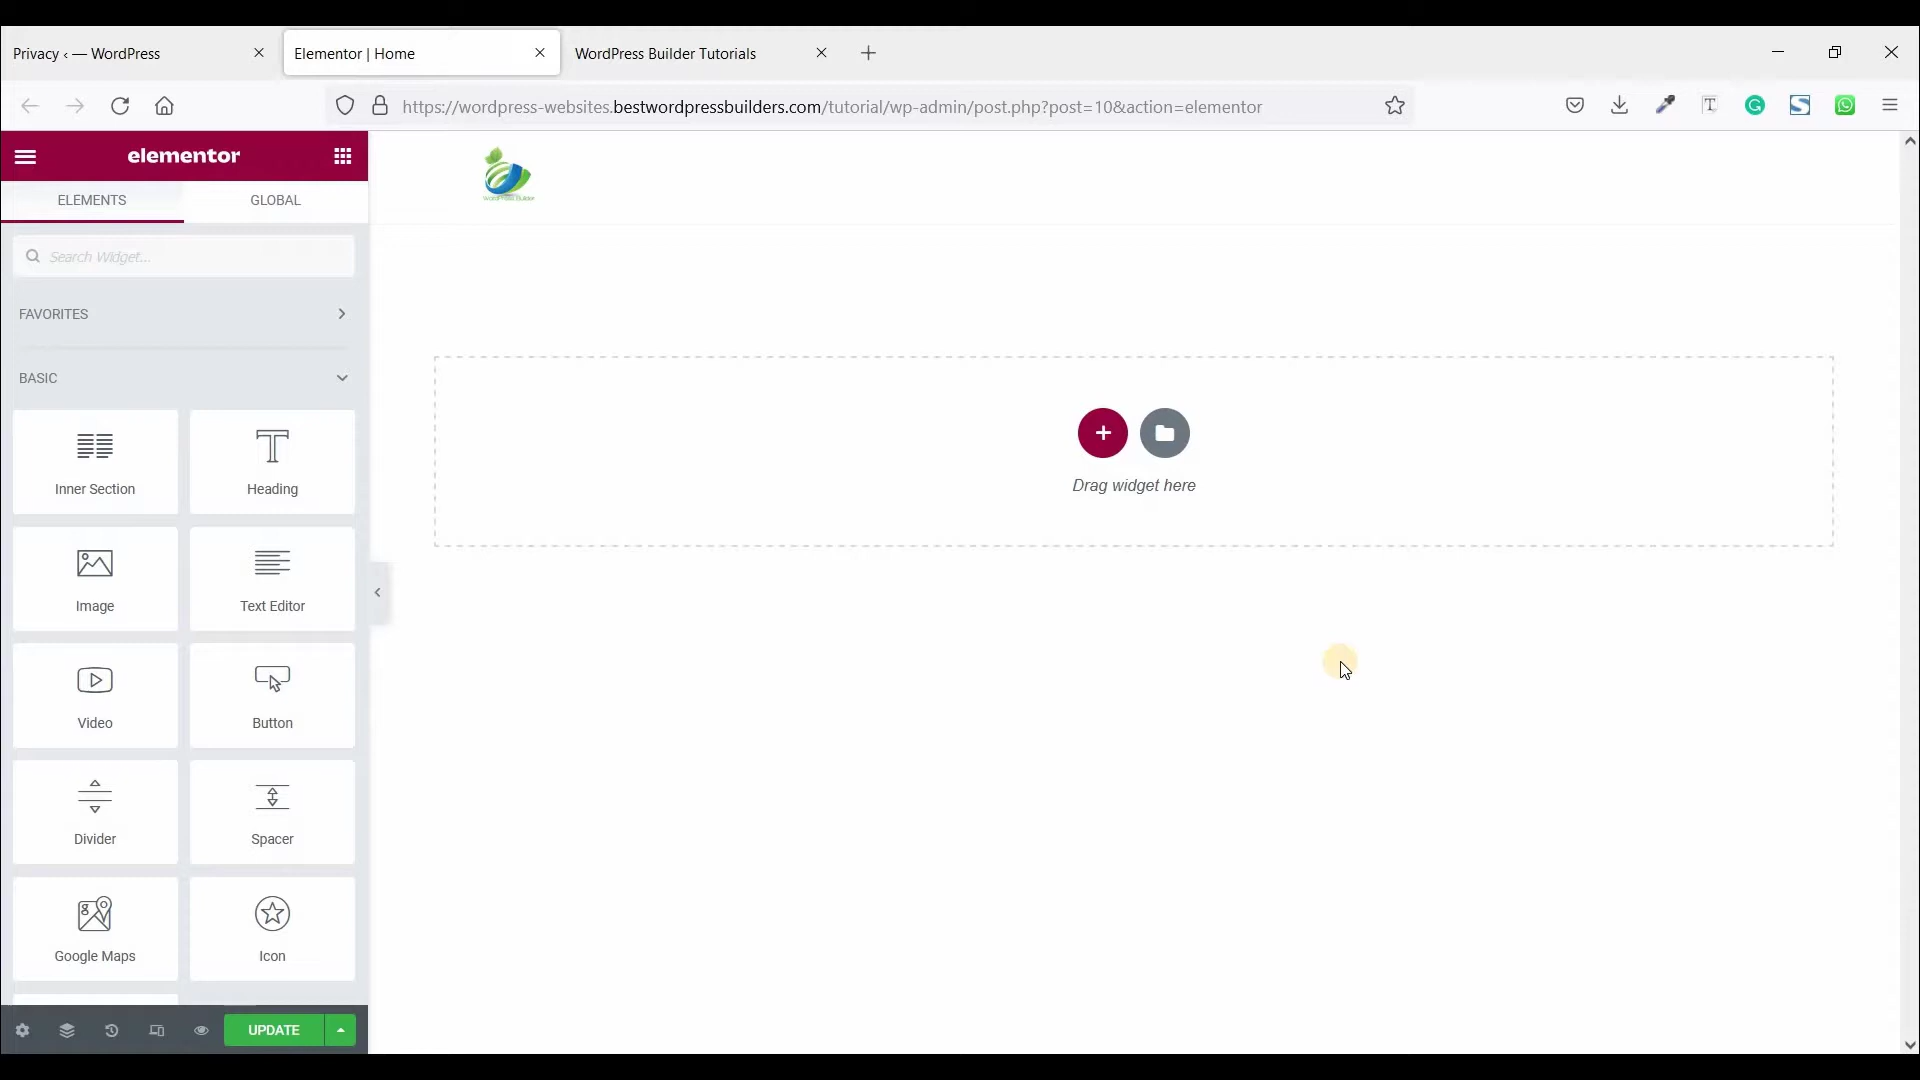 Privacy ‹ — WordPress
Elementor | Home
WordPress Builder Tutorials
https://wordpress-websites.bestwordpressbuilders.com/tutorial/wp-admin/post.php?post=10&action=elementor
elementor
ELEMENTS
GLOBAL
Search Widget...
FAVORITES
BASIC
Inner Section
Heading
Image
Text Editor
Video
Button
Divider
Spacer
Google Maps
Icon
UPDATE
WordPress Builder
Drag widget here